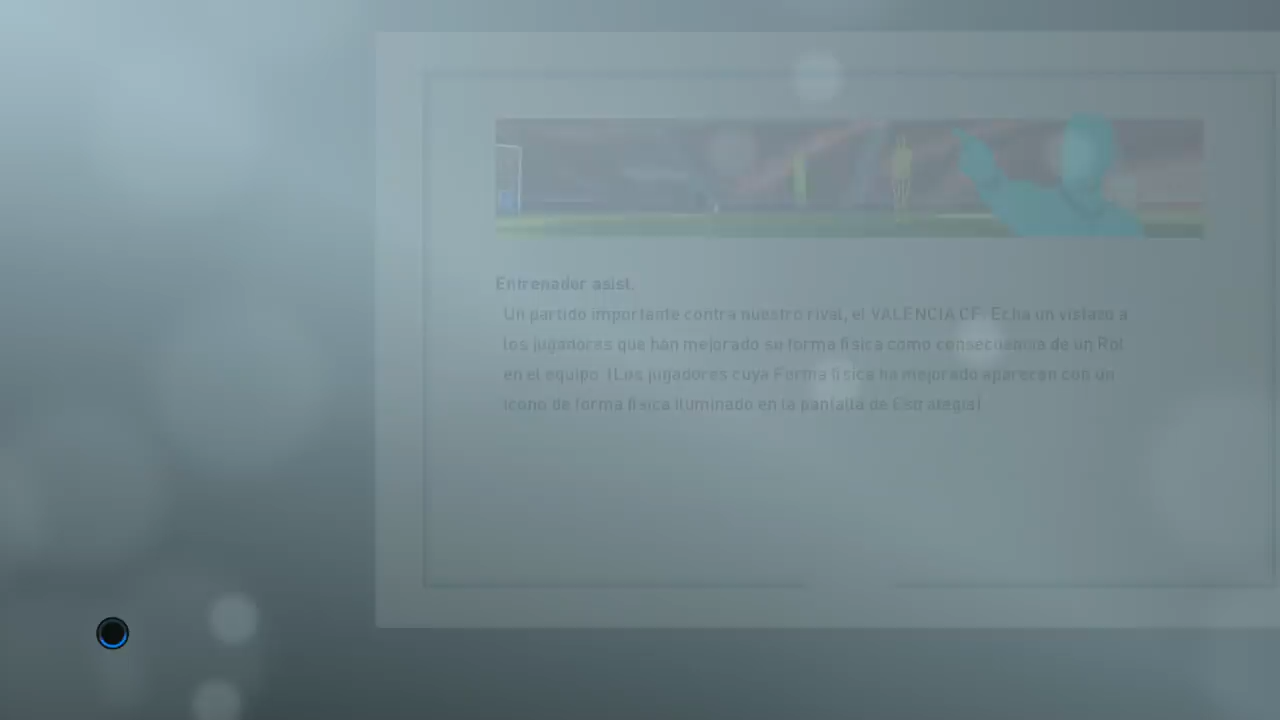 Entrenador asist.
Un partido importante contra nuestro rival, el VALENCIA CF. Echa un vistazo a
los jugadores que han mejorado su forma física como consecuencia de un Rol
en el equipo. (Los jugadores cuya Forma física ha mejorado aparecen con un
icono de forma física iluminado en la pantalla de Estrategia)